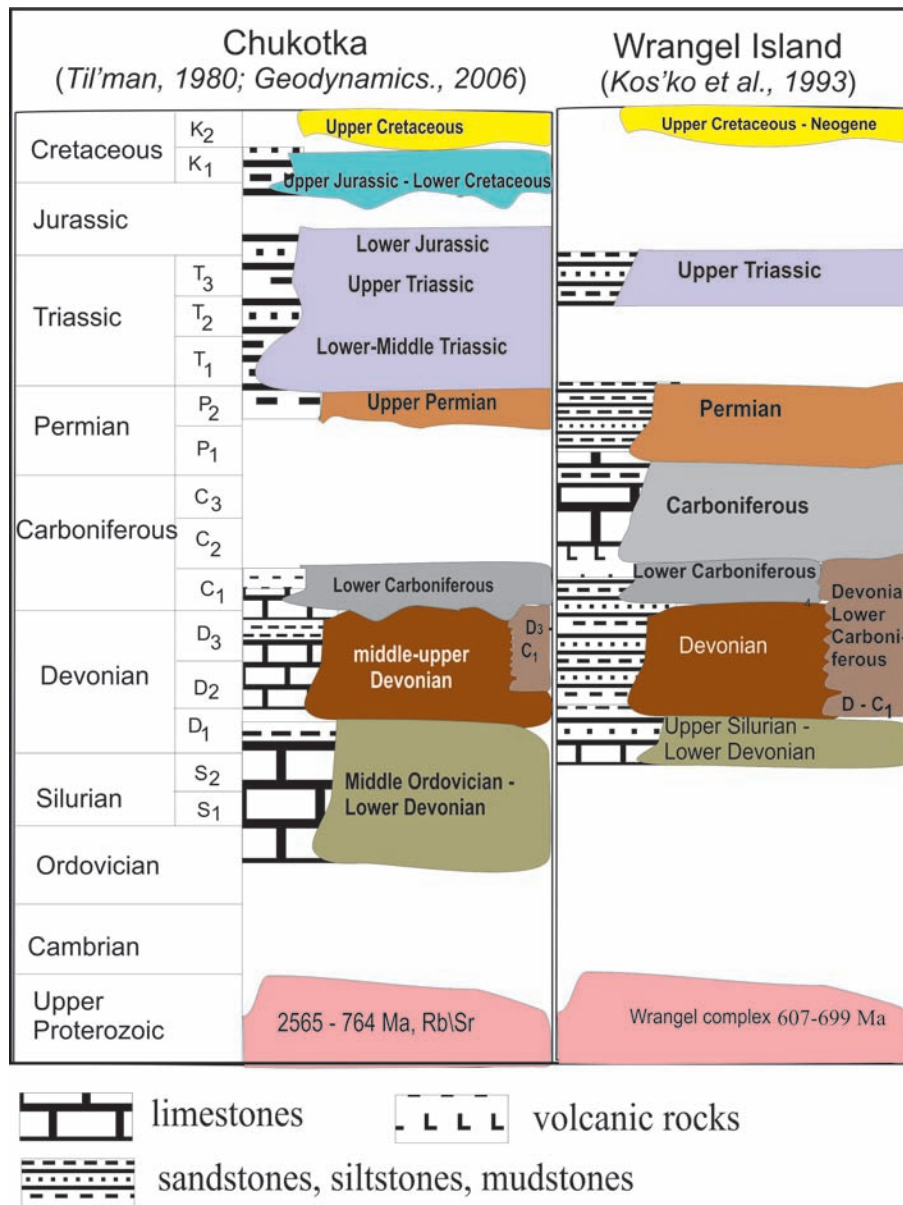 Chukotka
(Til'man, 1980; Geodynamics., 2006)
Wrangel Island
(Kos'ko et al., 1993)
Cretaceous
K2
K1
Jurassic
Triassic
T3
T2
T1
Permian
P2
P1
Carboniferous
C3
C2
C1
Devonian
D3
D2
D1
Silurian
S2
S1
Ordovician
Cambrian
Upper
Proterozoic
Upper Cretaceous
Upper Jurassic - Lower Cretaceous
Lower Jurassic
Upper Triassic
Lower-Middle Triassic
Upper Permian
Lower Carboniferous
middle-upper
Devonian
D3 -
C1
Middle Ordovician -
Lower Devonian
2565 - 764 Ma, Rb\Sr
Upper Cretaceous - Neogene
Upper Triassic
Permian
Carboniferous
Lower Carboniferous
4
Devonian
Devonia
Lower
Carboni-
ferous
D - C1
Upper Silurian -
Lower Devonian
Wrangel complex 607-699 Ma
limestones
volcanic rocks
sandstones, siltstones, mudstones